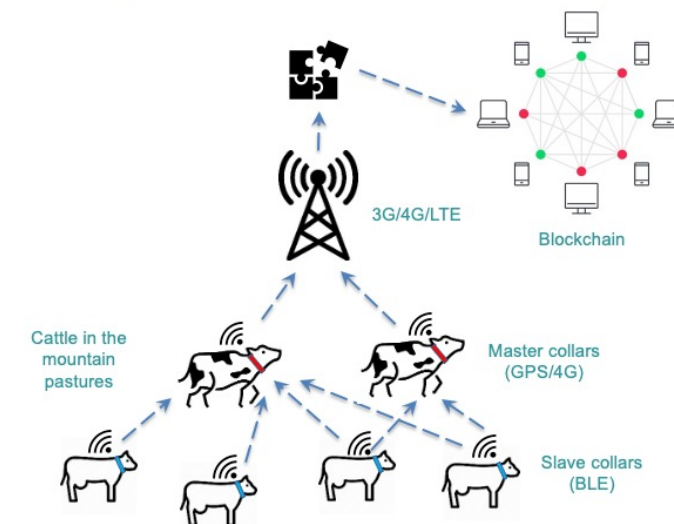 3G/4G/LTE
Blockchain
Cattle in the
mountain
pastures
Master collars
(GPS/4G)
Slave collars
(BLE)